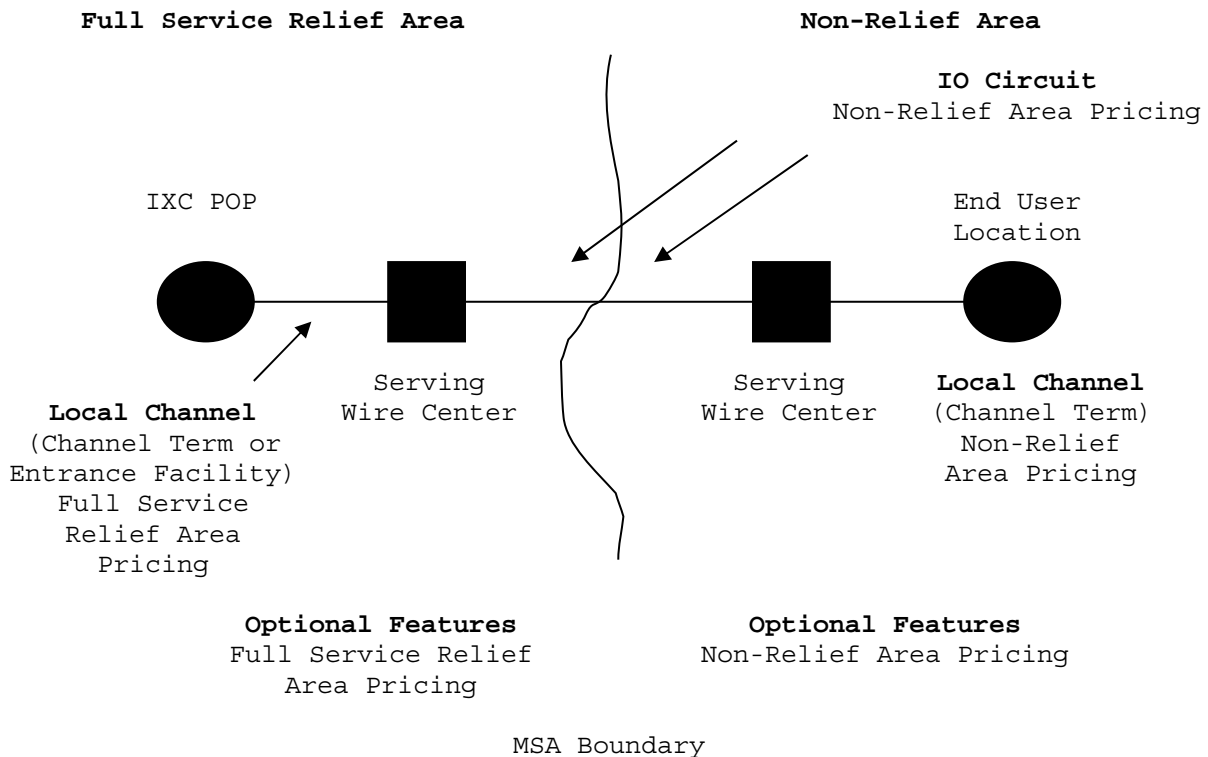 Full Service Relief Area
Non-Relief Area
IO Circuit
Non-Relief Area Pricing
IXC POP
End User
Location
Serving
Wire Center
Serving
Wire Center
Local Channel
(Channel Term or
Entrance Facility)
Full Service
Relief Area
Pricing
Local Channel
(Channel Term)
Non-Relief
Area Pricing
Optional Features
Full Service Relief
Area Pricing
Optional Features
Non-Relief Area Pricing
MSA Boundary